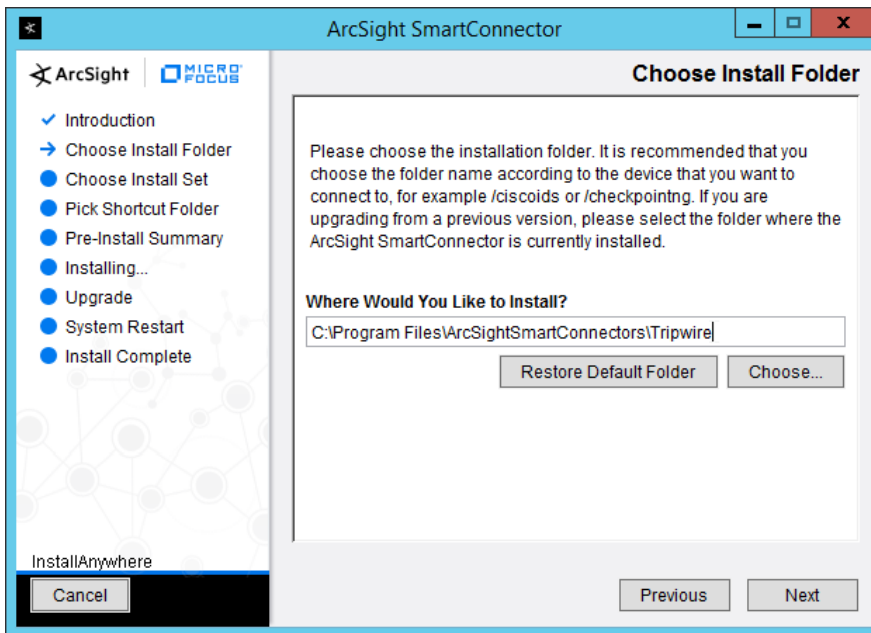 ArcSight SmartConnector
ArcSight
MICRO
FOCUS
Choose Install Folder
Introduction
Choose Install Folder
Choose Install Set
Pick Shortcut Folder
Pre-Install Summary
Installing...
Upgrade
System Restart
Install Complete
Please choose the installation folder. It is recommended that you
choose the folder name according to the device that you want to
connect to, for example /ciscoids or /checkpointng. If you are
upgrading from a previous version, please select the folder where the
ArcSight SmartConnector is currently installed.
Where Would You Like to Install?
C:\Program Files\ArcSightSmartConnectors\Tripwire
Restore Default Folder
Choose...
InstallAnywhere
Cancel
Previous
Next